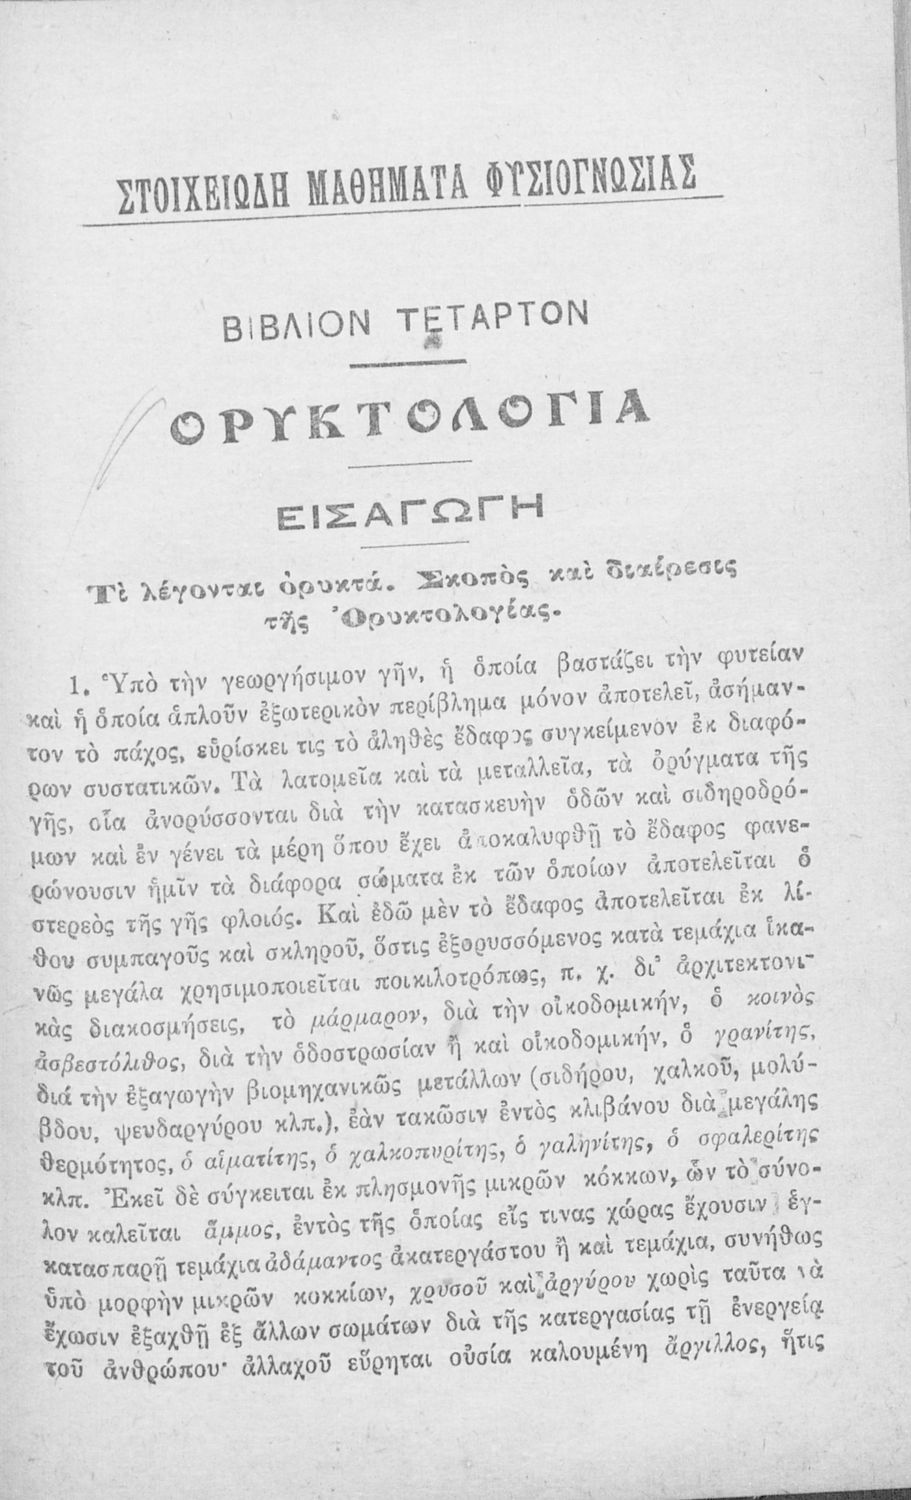 ΣΤΟΙΧΕΙΩΔΗ ΜΑΘΗΜΑΤΑ ΦΥΣΙΟΓΝΩΣΙΑΣ
ΒΙΒΛΙΟΝ ΤΕΤΑΡΤΟΝ
ΟΡΥΚΤΟΛΟΓΙΑ
ΕΙΣΑΓΩΓΗ
Τὶ λέγονται ὀρυκτά. Σκοπὸς καὶ διαίρεσις
τῆς Ὀρυκτολογίας.
1. Ὑπὸ τὴν γεωργήσιμον γῆν, ἡ ὁποία βαστάζει τὴν φυτείαν
καὶ ἡ ὁποία ἁπλοῦν ἐξωτερικὸν περίβλημα μόνον ἀποτελεῖ, ἀσήμαν-
τον τὸ πάχος, εὑρίσκει τις τὸ ἀληθὲς ἔδαφος συγκείμενον ἐκ διαφό-
ρων συστατικῶν. Τὰ λατομεῖα καὶ τὰ μεταλλεῖα, τὰ ὀρύγματα τῆς
γῆς, οἷα ἀνορύσσονται διὰ τὴν κατασκευὴν ὁδῶν καὶ σιδηροδρό-
μων καὶ ἐν γένει τὰ μέρη ὅπου ἔχει ἀποκαλυφθῆ τὸ ἔδαφος φανε-
ρώνουσιν ἡμῖν τὰ διάφορα σώματα ἐκ τῶν ὁποίων ἀποτελεῖται ὁ
στερεὸς τῆς γῆς φλοιός. Καὶ ἐδῶ μὲν τὸ ἔδαφος ἀποτελεῖται ἐκ λί-
θου συμπαγοῦς καὶ σκληροῦ, ὅστις ἐξορυσσόμενος κατὰ τεμάχια ἱκα-
νῶς μεγάλα χρησιμοποιεῖται ποικιλοτρόπως, π. χ. δι' ἀρχιτεκτονι-
κὰς διακοσμήσεις, τὸ μάρμαρον, διὰ τὴν οἰκοδομικήν, ὁ κοινὸς
ἀσβεστόλιθος, διὰ τὴν ὁδοστρωσίαν ἢ καὶ οἰκοδομικήν, ὁ γρανίτης,
διά τὴν ἐξαγωγὴν βιομηχανικῶς μετάλλων (σιδήρου, χαλκοῦ, μολύ-
βδου, ψευδαργύρου κλπ.), ἐὰν τακῶσιν ἐντὸς κλιβάνου διὰ μεγάλης
θερμότητος, ὁ αἱματίτης, ὁ χαλκοπυρίτης, ὁ γαληνίτης, ὁ σφαλερίτης
κλπ. Ἐκεῖ δὲ σύγκειται ἐκ πλησμονῆς μικρῶν κόκκων, ὧν τὸ σύνο-
λον καλεῖται ἄμμος, ἐντὸς τῆς ὁποίας εἴς τινας χώρας ἔχουσιν ἐγ-
κατασπαρῆ τεμάχια ἀδάμαντος ἀκατεργάστου ἢ καὶ τεμάχια, συνήθως
ὑπὸ μορφὴν μικρῶν κοκκίων, χρυσοῦ καὶ ἀργύρου χωρὶς ταῦτα νὰ
ἔχωσιν ἐξαχθῆ ἐξ ἄλλων σωμάτων διὰ τῆς κατεργασίας τῇ ἐνεργείᾳ
τοῦ ἀνθρώπου· ἀλλαχοῦ εὕρηται οὐσία καλουμένη ἄργιλλος, ἥτις